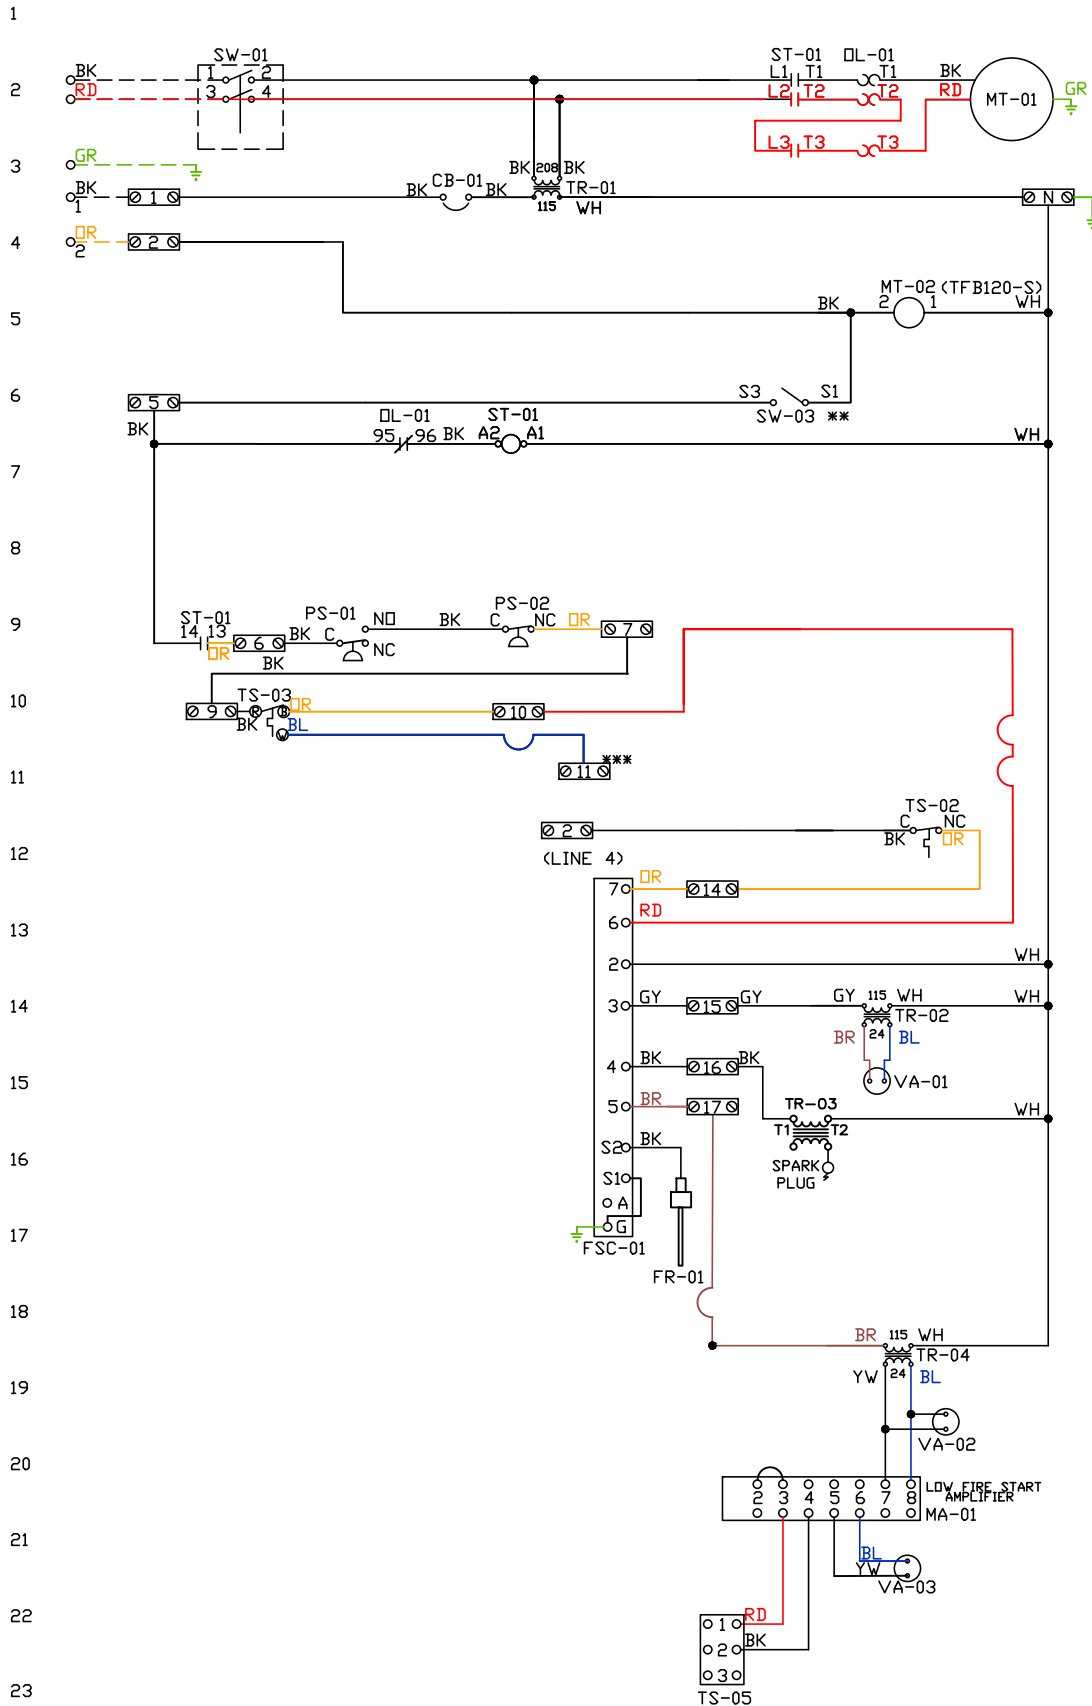 1
SW-01
ST-01 OL-01
BK 1 2 L1 T1 T1 BK
2 RD 3 4 L2 T2 T2 RD MT-01 GR
L3 T3 T3
3 GR
BK 208 BK
BK 1 1 BK CB-01 BK 115 TR-01 WH N
4 OR 2 2
MT-02 (TFB120-S)
5 BK 2 1 WH
6 5 S3 S1
SW-03 **
BK OL-01 ST-01
95 96 BK A2 A1 WH
7
8
9 ST-01 PS-01 NO BK PS-02
14 13 OR 6 BK C NC C NC OR 7
BK
10 TS-03
9 BK R B OR 10
W BL
11 11 ***
TS-02
2 C NC
BK OR
12 (LINE 4)
7 OR 14
13 6 RD
2 WH
14 3 GY 15 GY GY 115 WH WH
TR-02
BR 24 BL
15 4 BK 16 BK VA-01
5 BR 17 TR-03 WH
T1 T2
16 S2 BK
S1 SPARK
PLUG
A
17 G
FSC-01
FR-01
18
BR 115 WH
TR-04
19 YW 24 BL
VA-02
20
LOW FIRE START
AMPLIFIER
2 3 4 5 6 7 8
MA-01
21
BL
YW
VA-03
22 1 RD
2 BK
3
23 TS-05